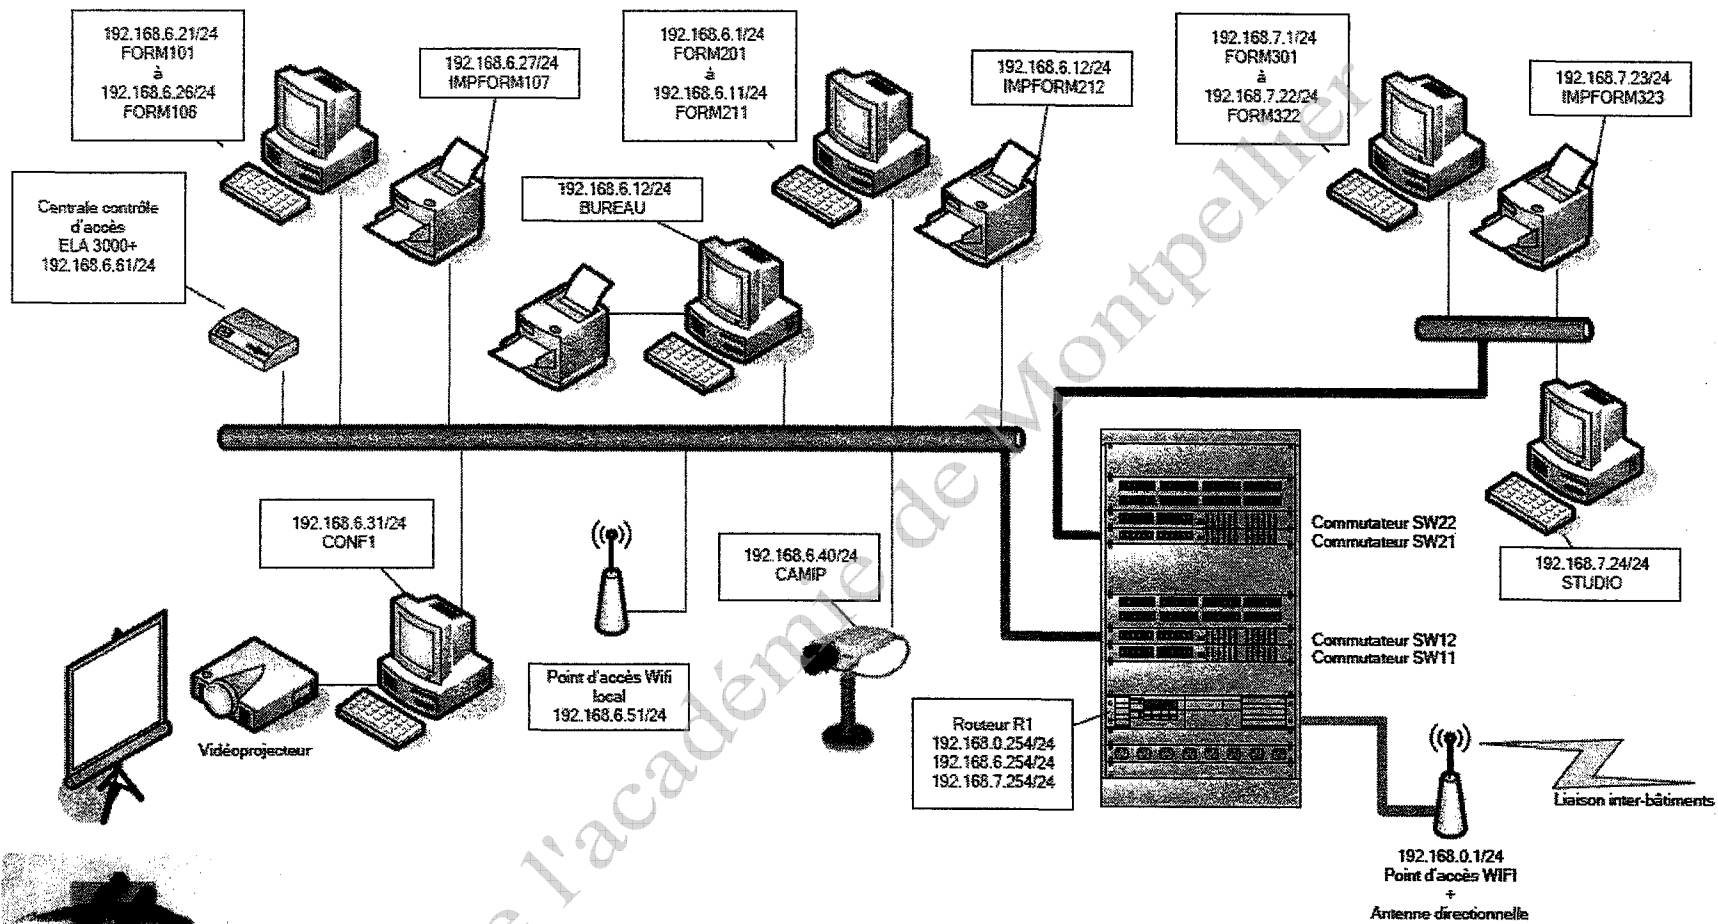 192.168.6.21/24
FORM101
à
192.168.6.26/24
FORM106
192.168.6.27/24
IMPFORM107
192.168.6.1/24
FORM201
à
192.168.6.11/24
FORM211
192.168.6.12/24
IMPFORM212
192.168.7.1/24
FORM301
à
192.168.7.22/24
FORM322
192.168.7.23/24
IMPFORM323
Centrale contrôle
d'accès
ELA 3000+
192.168.6.61/24
192.168.6.12/24
BUREAU
192.168.6.31/24
CONF1
192.168.6.40/24
CAMIP
Commutateur SW22
Commutateur SW21
192.168.7.24/24
STUDIO
Commutateur SW12
Commutateur SW11
Point d'accès Wifi
local
192.168.6.51/24
Vidéoprojecteur
Routeur R1
192.168.0.254/24
192.168.6.254/24
192.168.7.254/24
Liaison inter-bâtiments
192.168.0.1/24
Point d'accès WIFI
+
Antenne directionnelle
l'académie de Montpellier